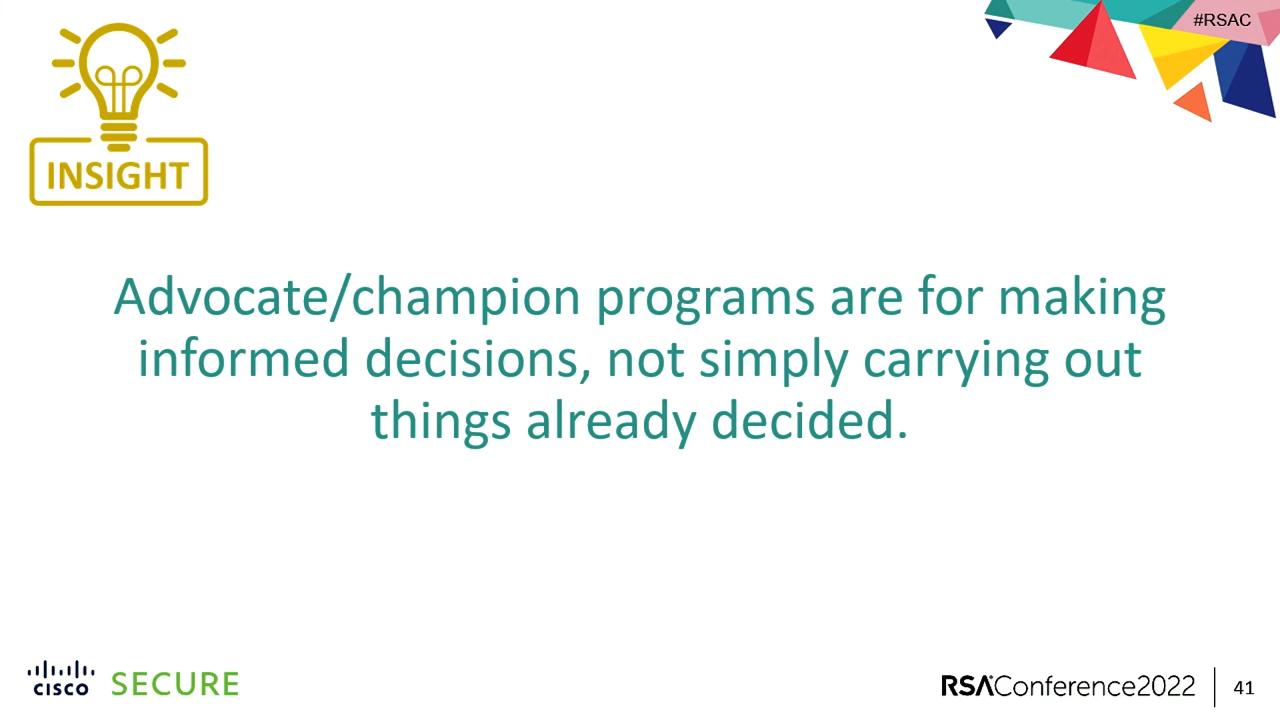 #RSAC
INSIGHT
Advocate/champion programs are for making
informed decisions, not simply carrying out
things already decided.
CISCO SECURE
RSAConference2022 41